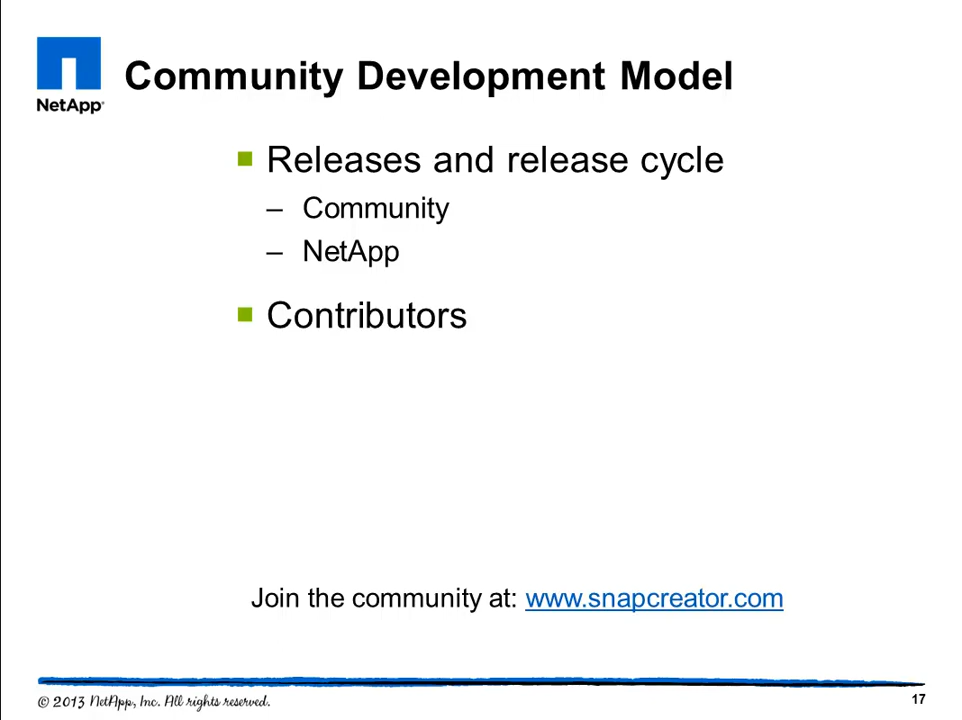 NetApp
Community Development Model
Releases and release cycle
– Community
– NetApp
Contributors
Join the community at: www.snapcreator.com
© 2013 NetApp, Inc. All rights reserved.
17